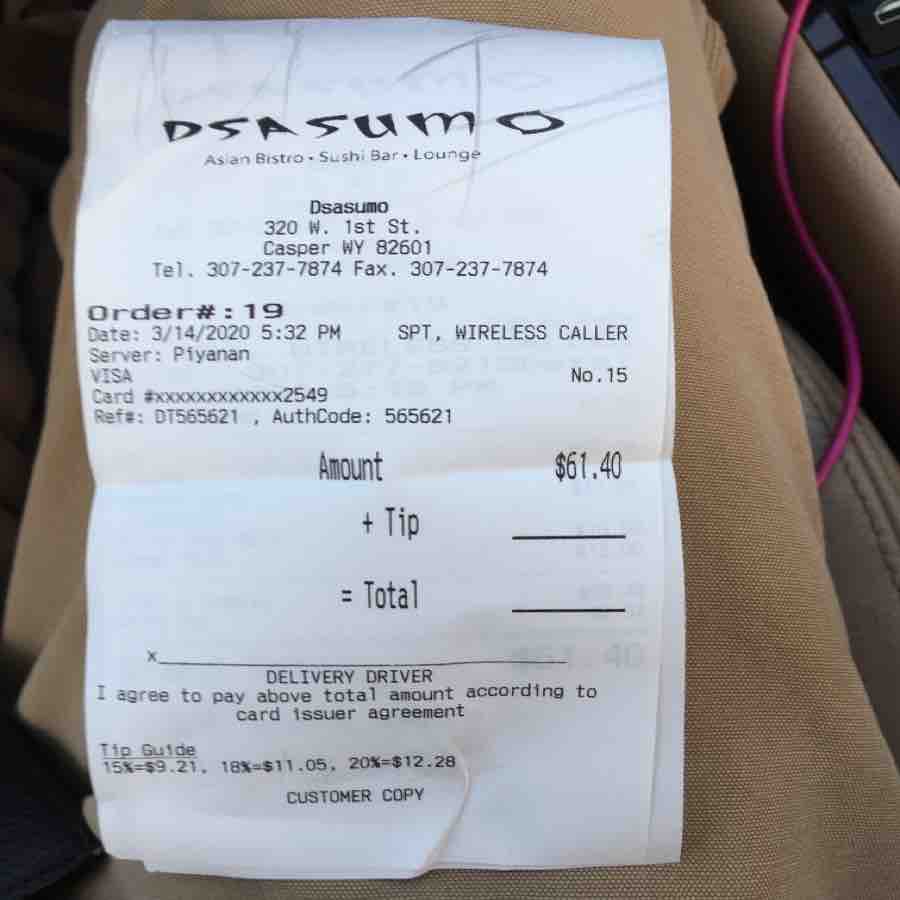 DSASUMO
Asian Bistro • Sushi Bar • Lounge
Dsasumo
320 W. 1st St.
Casper WY 82601
Tel. 307-237-7874 Fax. 307-237-7874
Order#:19
Date: 3/14/2020 5:32 PM SPT, WIRELESS CALLER
Server: Piyanan
VISA No.15
Card #xxxxxxxxxxxx2549
Ref#: DT565621 , AuthCode: 565621
Amount $61.40
+ Tip
= Total
x
DELIVERY DRIVER
I agree to pay above total amount according to
card issuer agreement
Tip Guide
15%=$9.21, 18%=$11.05, 20%=$12.28
CUSTOMER COPY